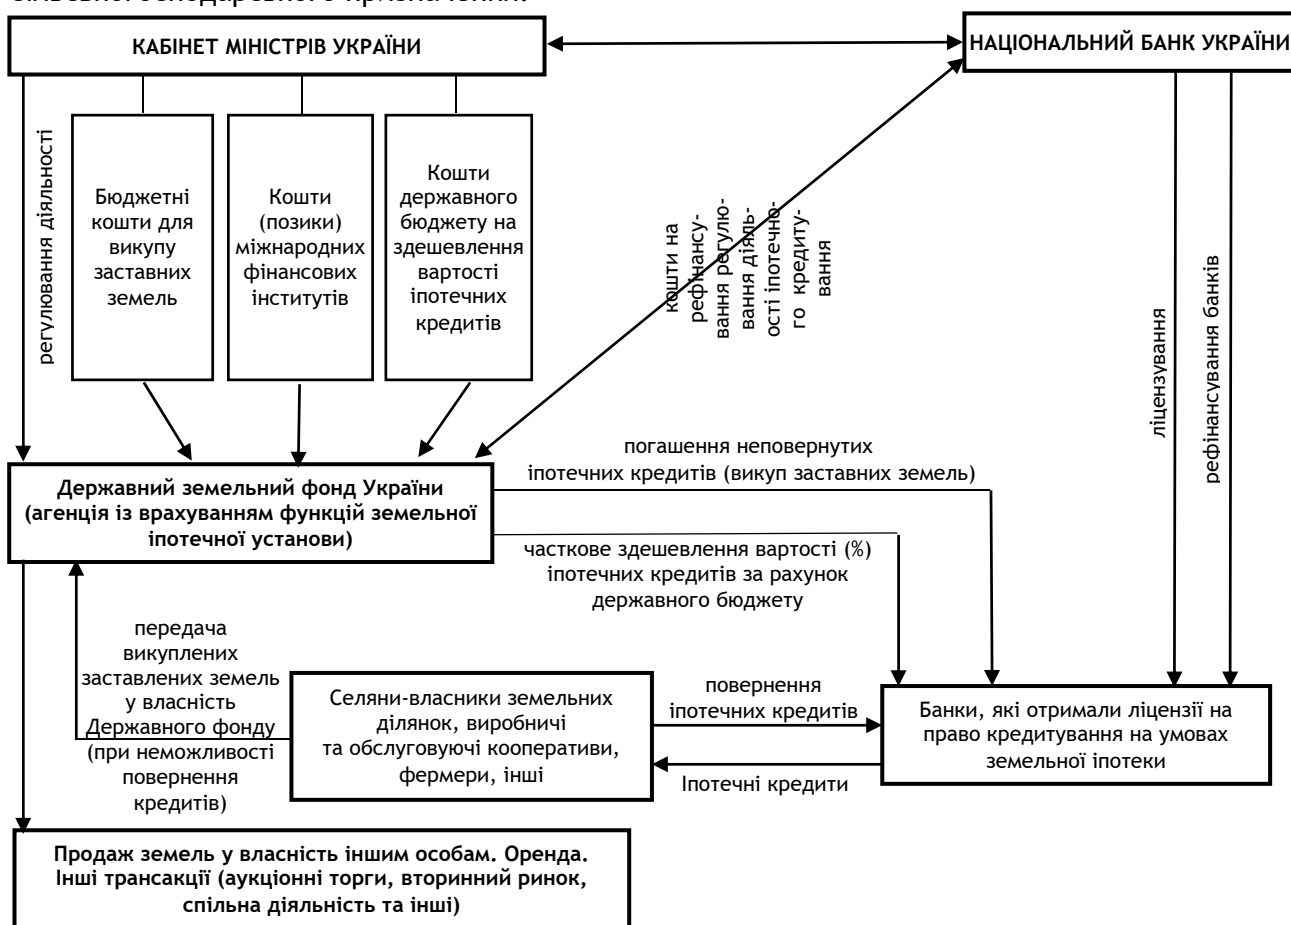 КАБІНЕТ МІНІСТРІВ УКРАЇНИ
НАЦІОНАЛЬНИЙ БАНК УКРАЇНИ
регулювання діяльності
Бюджетні
кошти для
викупу
заставних
земель
Кошти
(позики)
міжнародних
фінансових
інститутів
Кошти
державного
бюджету на
здешевлення
вартості
іпотечних
кредитів
кошти на
рефінансу-
вання регулю-
вання діяль-
ості іпотечно-
го кредиту-
вання
ліцензування
рефінансування банків
Державний земельний фонд України
(агенція із врахуванням функцій земельної
іпотечної установи)
погашення неповернутих
іпотечних кредитів (викуп заставних земель)
часткове здешевлення вартості (%)
іпотечних кредитів за рахунок
державного бюджету
передача
викуплених
заставлених земель
у власність
Державного фонду
(при неможливості
повернення
кредитів)
Селяни-власники земельних
ділянок, виробничі
та обслуговуючі кооперативи,
фермери, інші
повернення
іпотечних кредитів
Іпотечні кредити
Банки, які отримали ліцензії на
право кредитування на умовах
земельної іпотеки
Продаж земель у власність іншим особам. Оренда.
Інші трансакції (аукціонні торги, вторинний ринок,
спільна діяльність та інші)